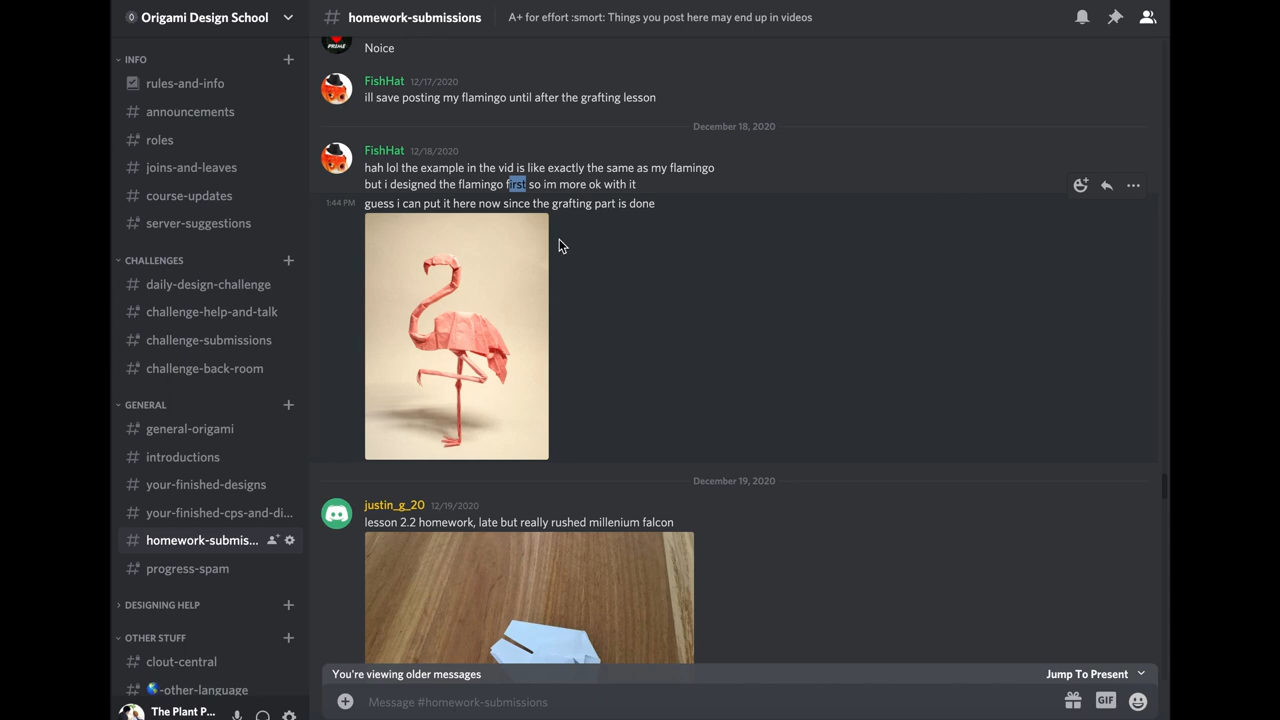 Origami Design School
INFO
rules-and-info
announcements
roles
joins-and-leaves
course-updates
server-suggestions
CHALLENGES
daily-design-challenge
challenge-help-and-talk
challenge-submissions
challenge-back-room
GENERAL
general-origami
introductions
your-finished-designs
your-finished-cps-and-di...
homework-submis...
progress-spam
DESIGNING HELP
OTHER STUFF
clout-central
-other-language
The Plant P...
homework-submissions
A+ for effort :smort: Things you post here may end up in videos
PRIME
Noice
FishHat 12/17/2020
ill save posting my flamingo until after the grafting lesson
December 18, 2020
FishHat 12/18/2020
hah lol the example in the vid is like exactly the same as my flamingo
but i designed the flamingo first so im more ok with it
1:44 PM guess i can put it here now since the grafting part is done
December 19, 2020
justin_g_20 12/19/2020
lesson 2.2 homework, late but really rushed millenium falcon
You're viewing older messages
Jump To Present
Message #homework-submissions
GIF